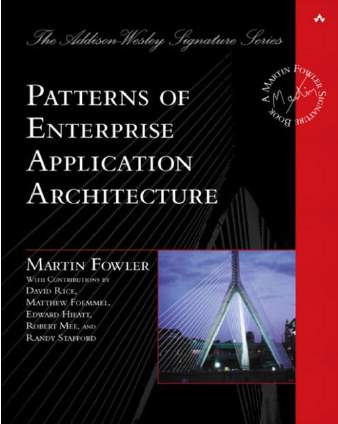 The Addison-Wesley Signature Series
A MARTIN FOWLER SIGNATURE BOOK
Martin
PATTERNS OF
ENTERPRISE
APPLICATION
ARCHITECTURE
MARTIN FOWLER
WITH CONTRIBUTIONS BY
DAVID RICE,
MATTHEW FOEMMEL,
EDWARD HIEATT,
ROBERT MEE, AND
RANDY STAFFORD